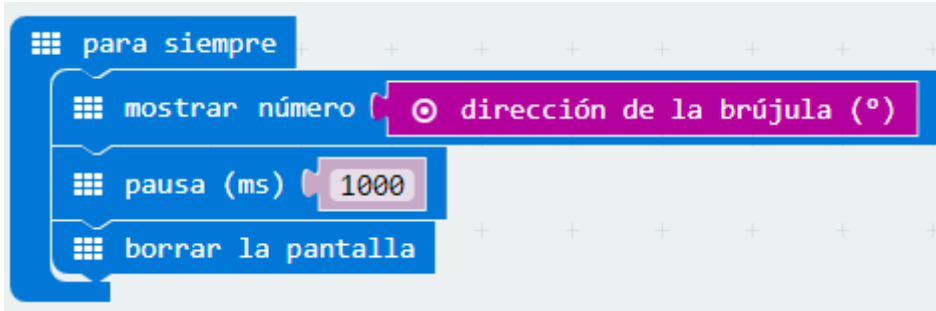 para siempre
mostrar número dirección de la brújula (º)
pausa (ms) 1000
borrar la pantalla